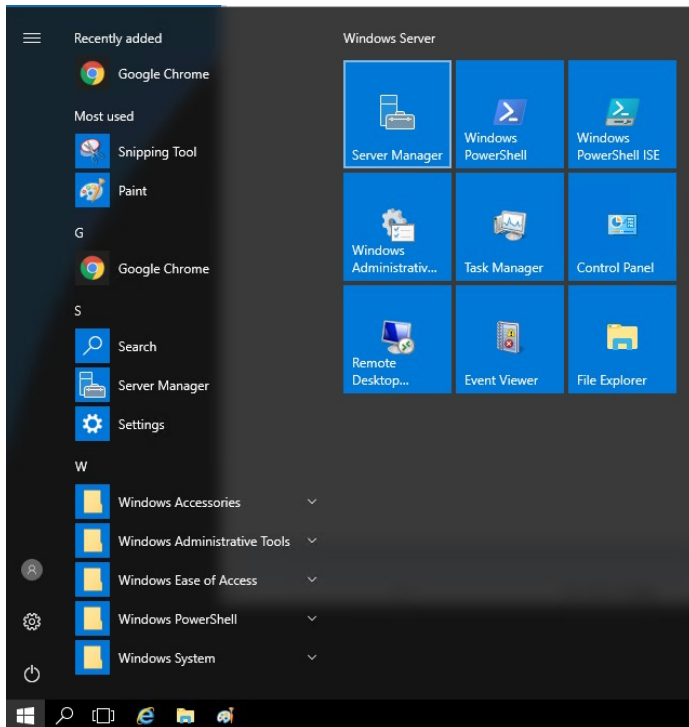 Recently added
Google Chrome
Most used
Snipping Tool
Paint
G
Google Chrome
S
Search
Server Manager
Settings
W
Windows Accessories
Windows Administrative Tools
Windows Ease of Access
Windows PowerShell
Windows System
Windows Server
Server Manager
Windows
PowerShell
Windows
PowerShell ISE
Windows
Administrativ...
Task Manager
Control Panel
Remote
Desktop...
Event Viewer
File Explorer